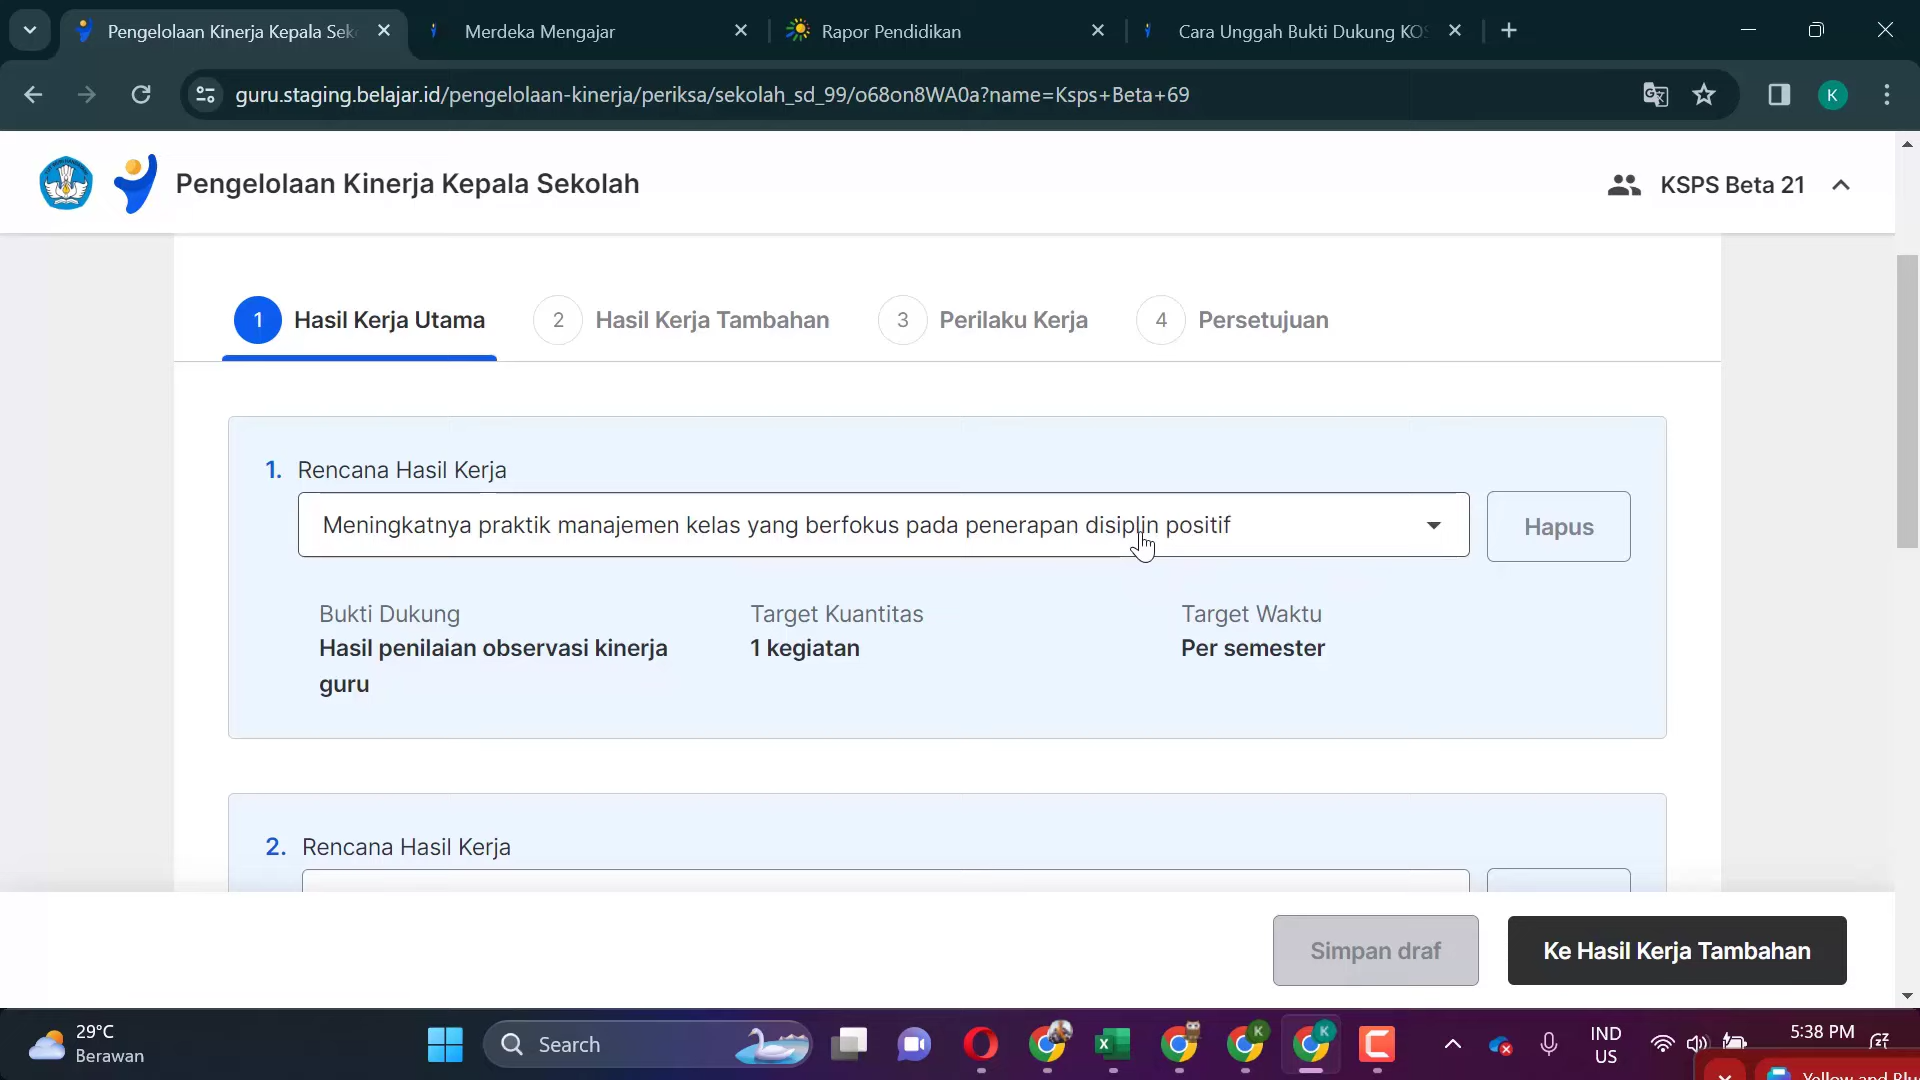 Pengelolaan Kinerja Kepala Sek
Merdeka Mengajar
Rapor Pendidikan
Cara Unggah Bukti Dukung KOS
guru.staging.belajar.id/pengelolaan-kinerja/periksa/sekolah_sd_99/o68on8WA0a?name=Ksps+Beta+69
K
Pengelolaan Kinerja Kepala Sekolah
KSPS Beta 21
1 Hasil Kerja Utama
2 Hasil Kerja Tambahan
3 Perilaku Kerja
4 Persetujuan
1. Rencana Hasil Kerja
Meningkatnya praktik manajemen kelas yang berfokus pada penerapan disiplin positif
Hapus
Bukti Dukung
Hasil penilaian observasi kinerja
guru
Target Kuantitas
1 kegiatan
Target Waktu
Per semester
2. Rencana Hasil Kerja
Simpan draf
Ke Hasil Kerja Tambahan
29°C
Berawan
Search
K
K
IND
US
5:38 PM